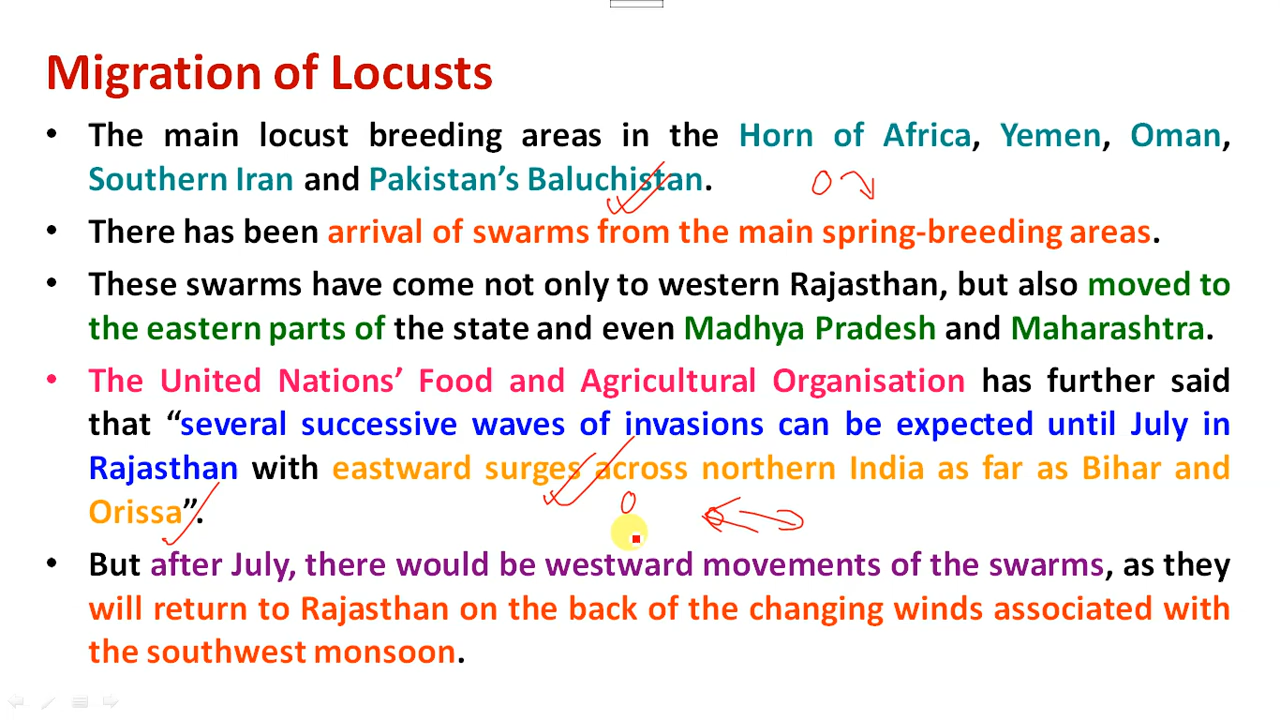 Migration of Locusts
• The main locust breeding areas in the Horn of Africa, Yemen, Oman,
Southern Iran and Pakistan’s Baluchistan.
• There has been arrival of swarms from the main spring-breeding areas.
• These swarms have come not only to western Rajasthan, but also moved to
the eastern parts of the state and even Madhya Pradesh and Maharashtra.
• The United Nations’ Food and Agricultural Organisation has further said
that “several successive waves of invasions can be expected until July in
Rajasthan with eastward surges across northern India as far as Bihar and
Orissa”.
• But after July, there would be westward movements of the swarms, as they
will return to Rajasthan on the back of the changing winds associated with
the southwest monsoon.